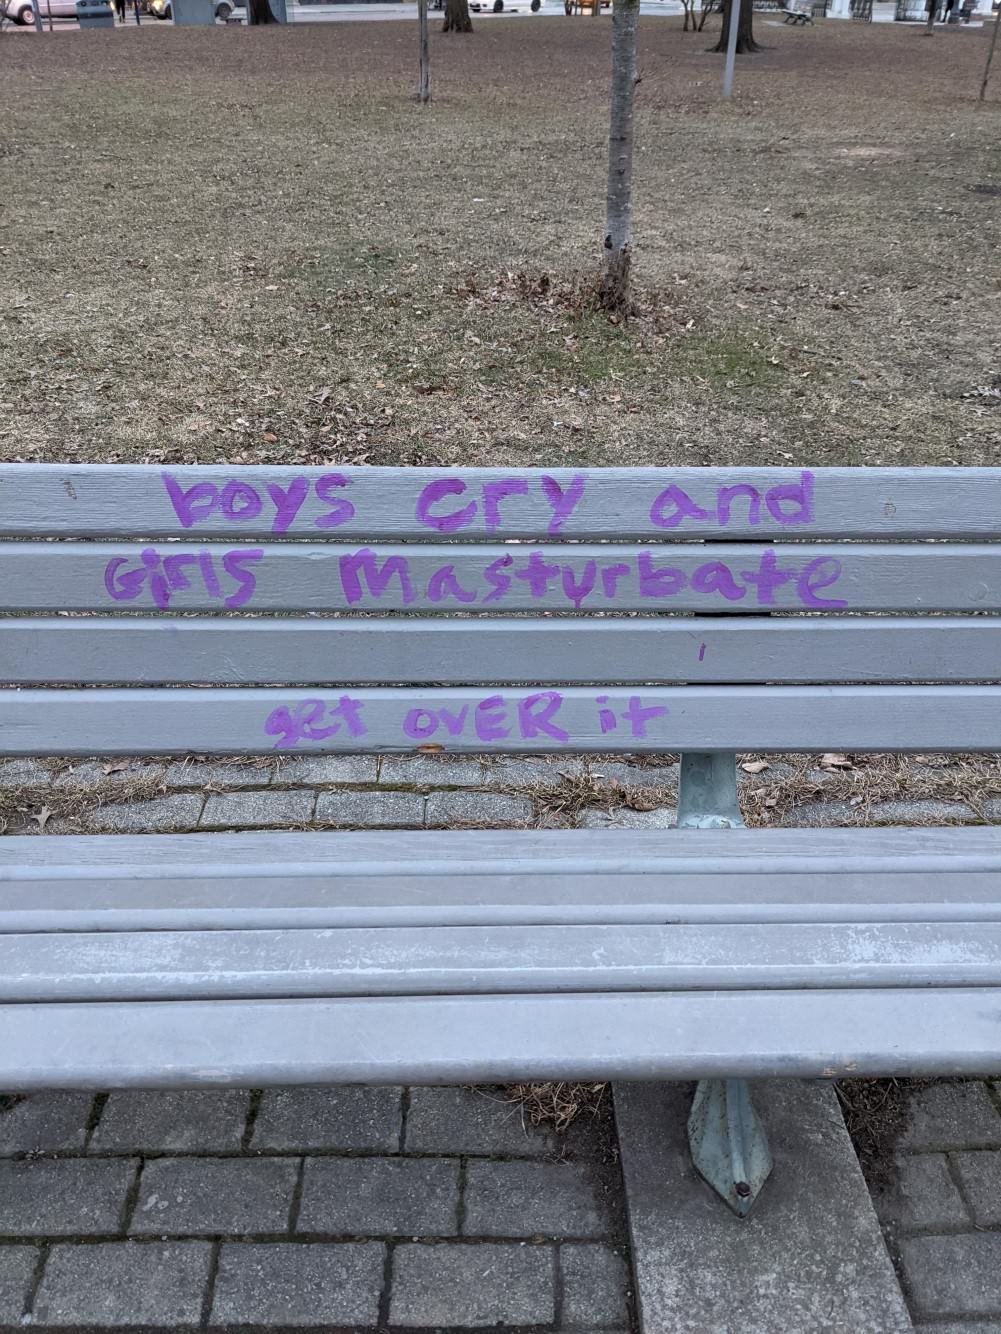 boys cry and
Girls Masturbate
get ovER it